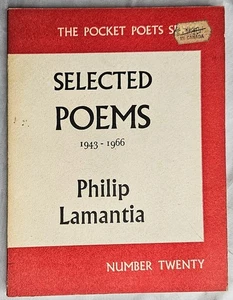 THE POCKET POETS
SELECTED
POEMS
1943 - 1966
Philip
Lamantia
NUMBER TWENTY